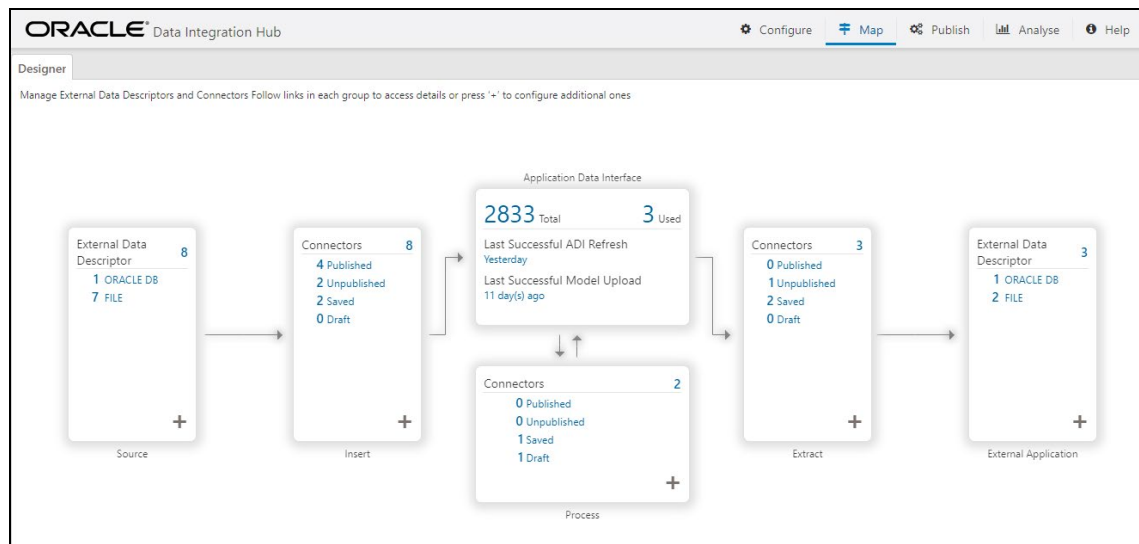 ORACLE® Data Integration Hub
Configure Map Publish Analyse Help
Designer
Manage External Data Descriptors and Connectors Follow links in each group to access details or press '+' to configure additional ones
External Data
Descriptor 8
1 ORACLE DB
7 FILE
+
Source
Connectors 8
4 Published
2 Unpublished
2 Saved
0 Draft
+
Insert
Application Data Interface
2833 Total 3 Used
Last Successful ADI Refresh
Yesterday
Last Successful Model Upload
11 day(s) ago
Connectors 2
0 Published
0 Unpublished
1 Saved
1 Draft
+
Process
Connectors 3
0 Published
1 Unpublished
2 Saved
0 Draft
+
Extract
External Data
Descriptor 3
1 ORACLE DB
2 FILE
+
External Application